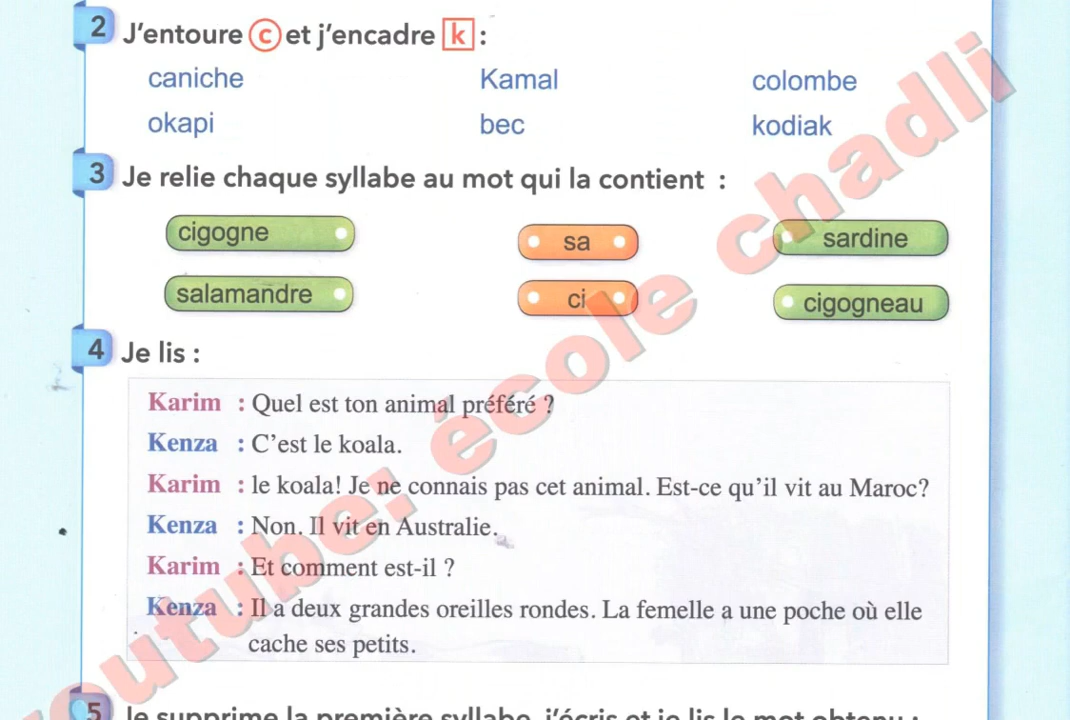 2 J'entoure c et j'encadre k :
caniche Kamal colombe
okapi bec kodiak
3 Je relie chaque syllabe au mot qui la contient :
cigogne sa sardine
salamandre ci cigogneau
4 Je lis :
Karim : Quel est ton animal préféré ?
Kenza : C'est le koala.
Karim : le koala! Je ne connais pas cet animal. Est-ce qu'il vit au Maroc?
Kenza : Non. Il vit en Australie.
Karim : Et comment est-il ?
Kenza : Il a deux grandes oreilles rondes. La femelle a une poche où elle
cache ses petits.
5 Je supprime la première syllabe, j'écris et je lis le mot obtenu :
outube: école chadli